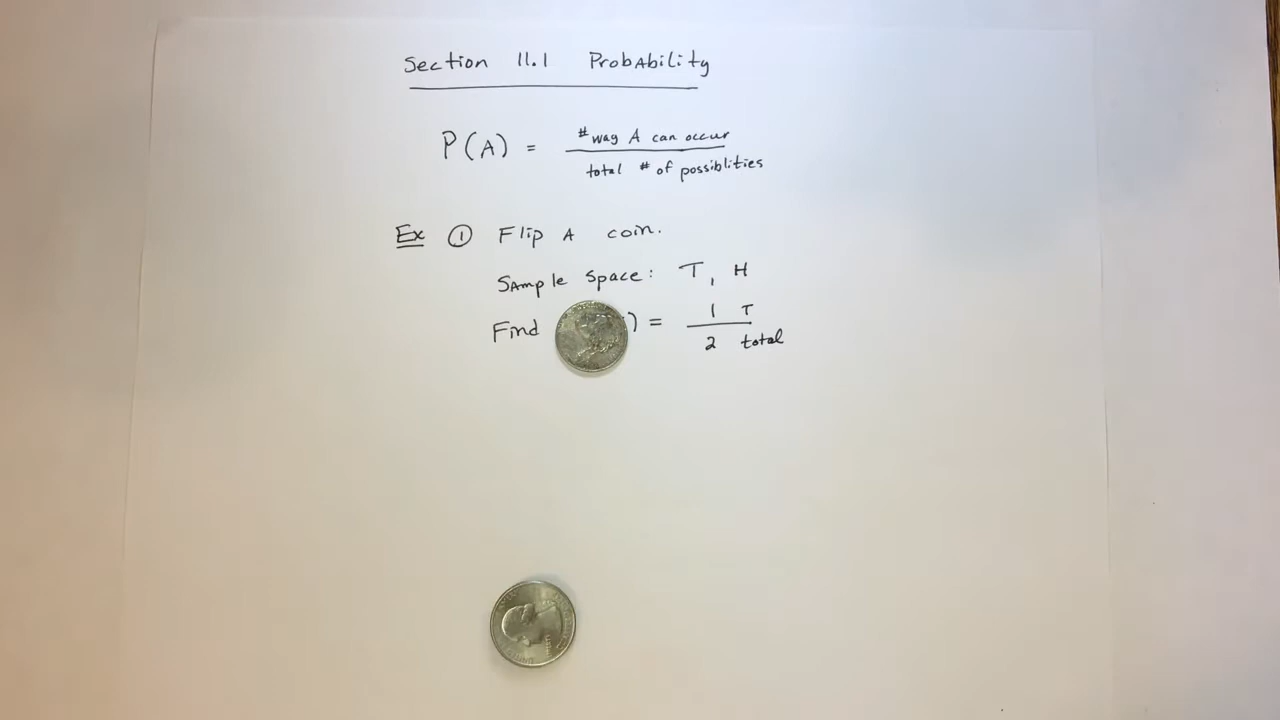 Section 11.1 Probability
P(A) = # way A can occur / total # of possiblities
Ex ① Flip A coin.
Sample Space: T, H
Find ) = 1 T / 2 total